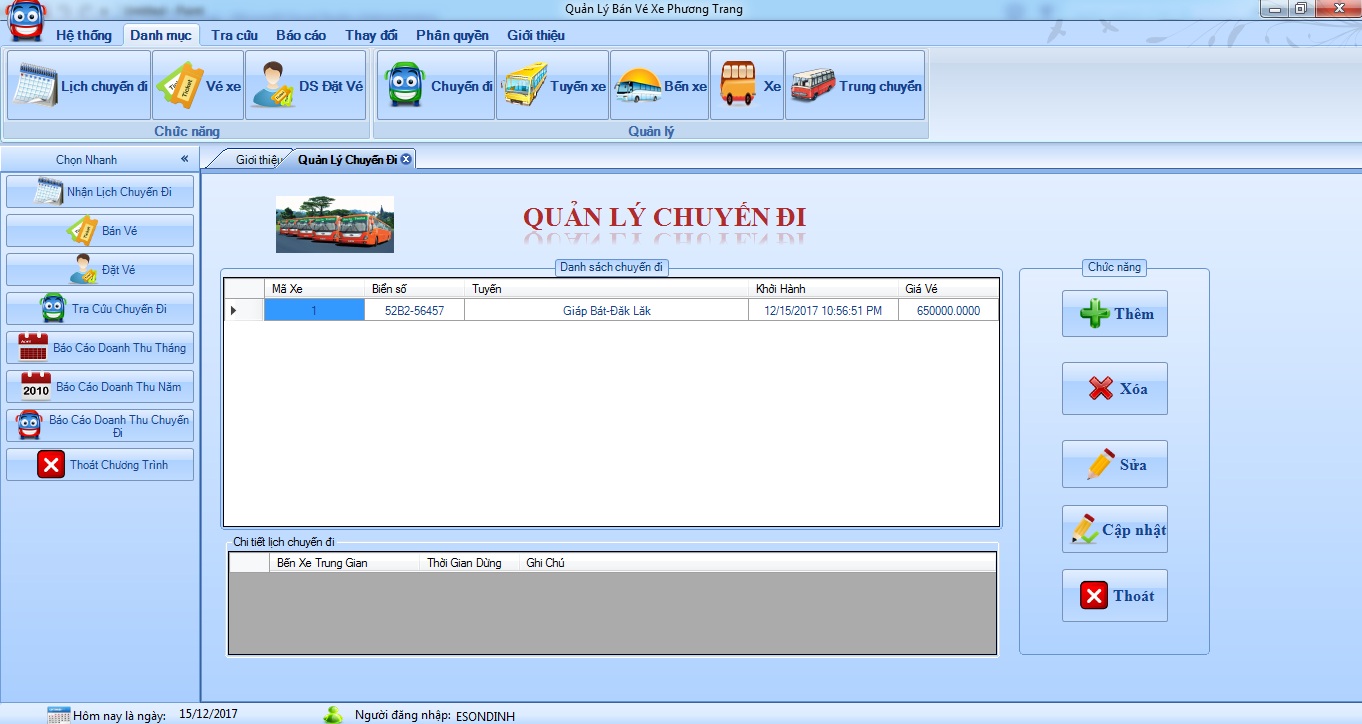 Quản Lý Bán Vé Xe Phương Trang
Hệ thống Danh mục Tra cứu Báo cáo Thay đổi Phân quyền Giới thiệu
Lịch chuyến đi Vé xe DS Đặt Vé Chuyến đi Tuyến xe Bến xe Xe Trung chuyển
Chức năng Quản lý
Chọn Nhanh «
Giới thiệu Quản Lý Chuyến Đi
Nhận Lịch Chuyến Đi
Bán Vé
Đặt Vé
Tra Cứu Chuyến Đi
Báo Cáo Doanh Thu Tháng
2010 Báo Cáo Doanh Thu Năm
Báo Cáo Doanh Thu Chuyến
Đi
Thoát Chương Trình
QUẢN LÝ CHUYẾN ĐI
Danh sách chuyến đi
Mã Xe Biển số Tuyến Khởi Hành Giá Vé
1 52B2-56457 Giáp Bát-Đăk Lăk 12/15/2017 10:56:51 PM 650000.0000
Chi tiết lịch chuyến đi
Bến Xe Trung Gian Thời Gian Dừng Ghi Chú
Chức năng
Thêm
Xóa
Sửa
Cập nhật
Thoát
Hôm nay là ngày: 15/12/2017 Người đăng nhập: ESONDINH